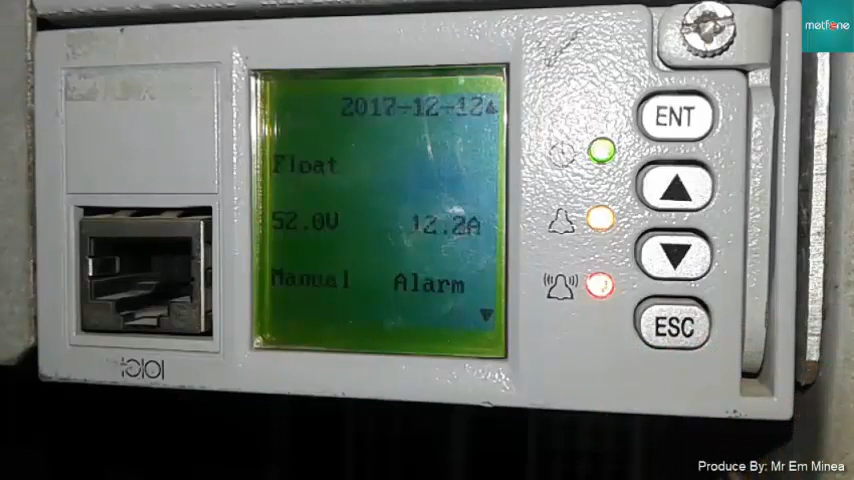 metfone
2017-12-12
Float
52.0V 12.2A
Manual Alarm
ENT
ESC
Produce By: Mr Em Minea